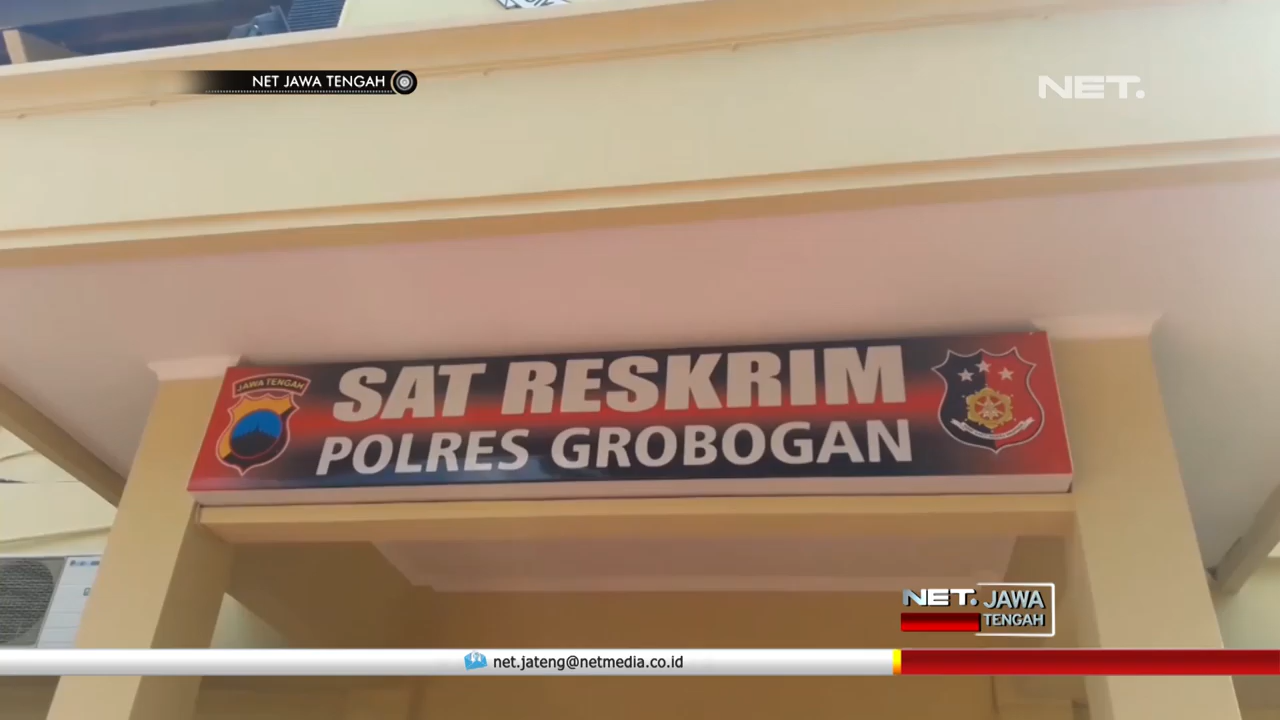 NET JAWA TENGAH
NET.
SAT RESKRIM
POLRES GROBOGAN
JAWA TENGAH
NET. JAWA
TENGAH
net.jateng@netmedia.co.id